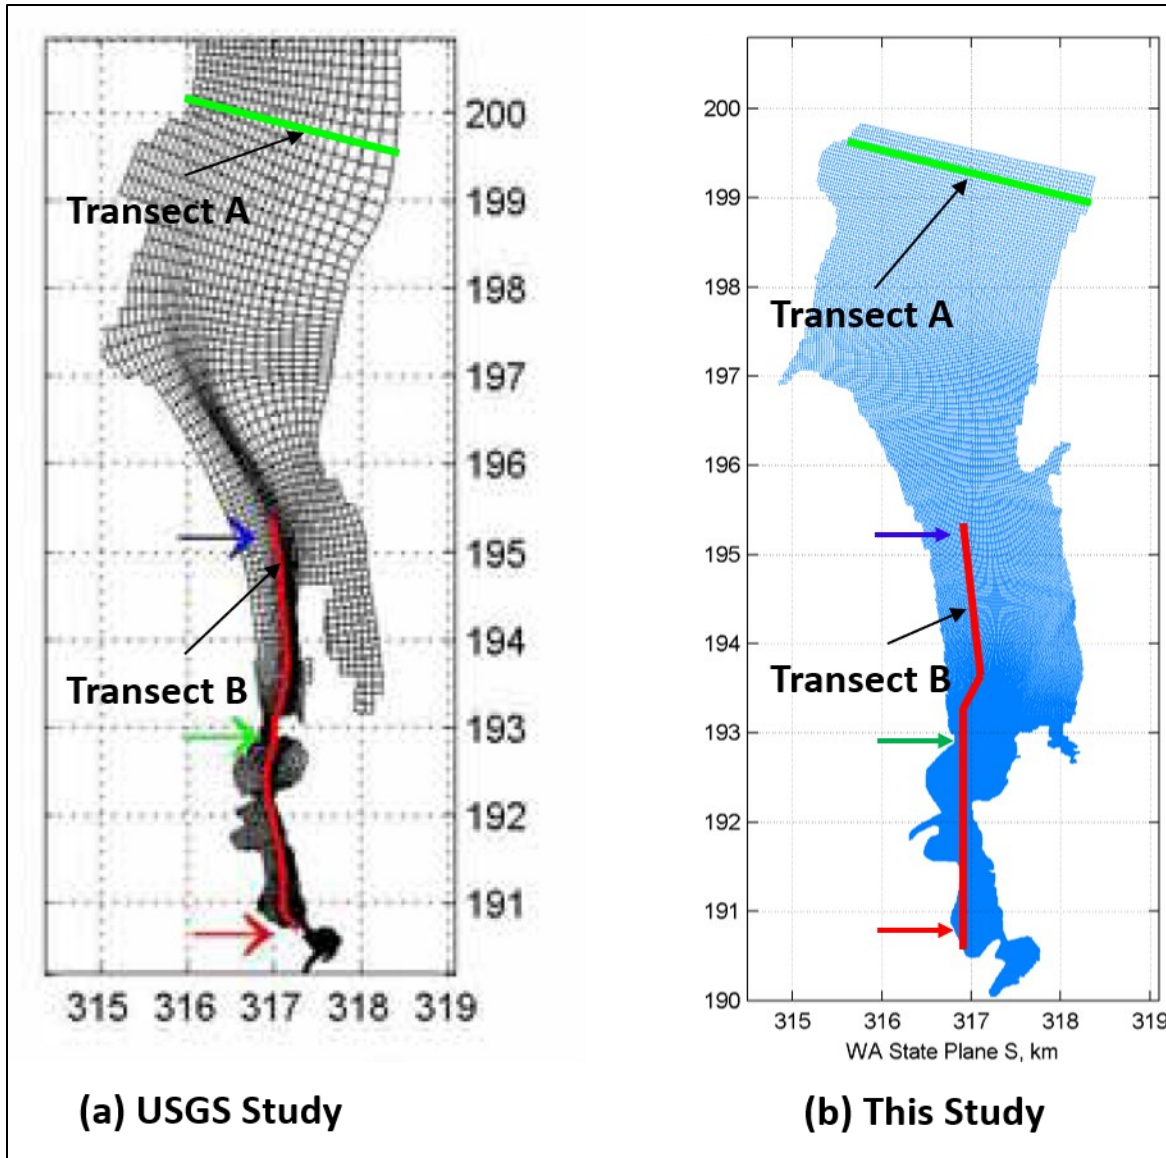 200
199
198
197
196
195
194
193
192
191
315 316 317 318 319
Transect A
Transect B
(a) USGS Study
200
199
198
197
196
195
194
193
192
191
190
315 316 317 318 319
WA State Plane S, km
Transect A
Transect B
(b) This Study